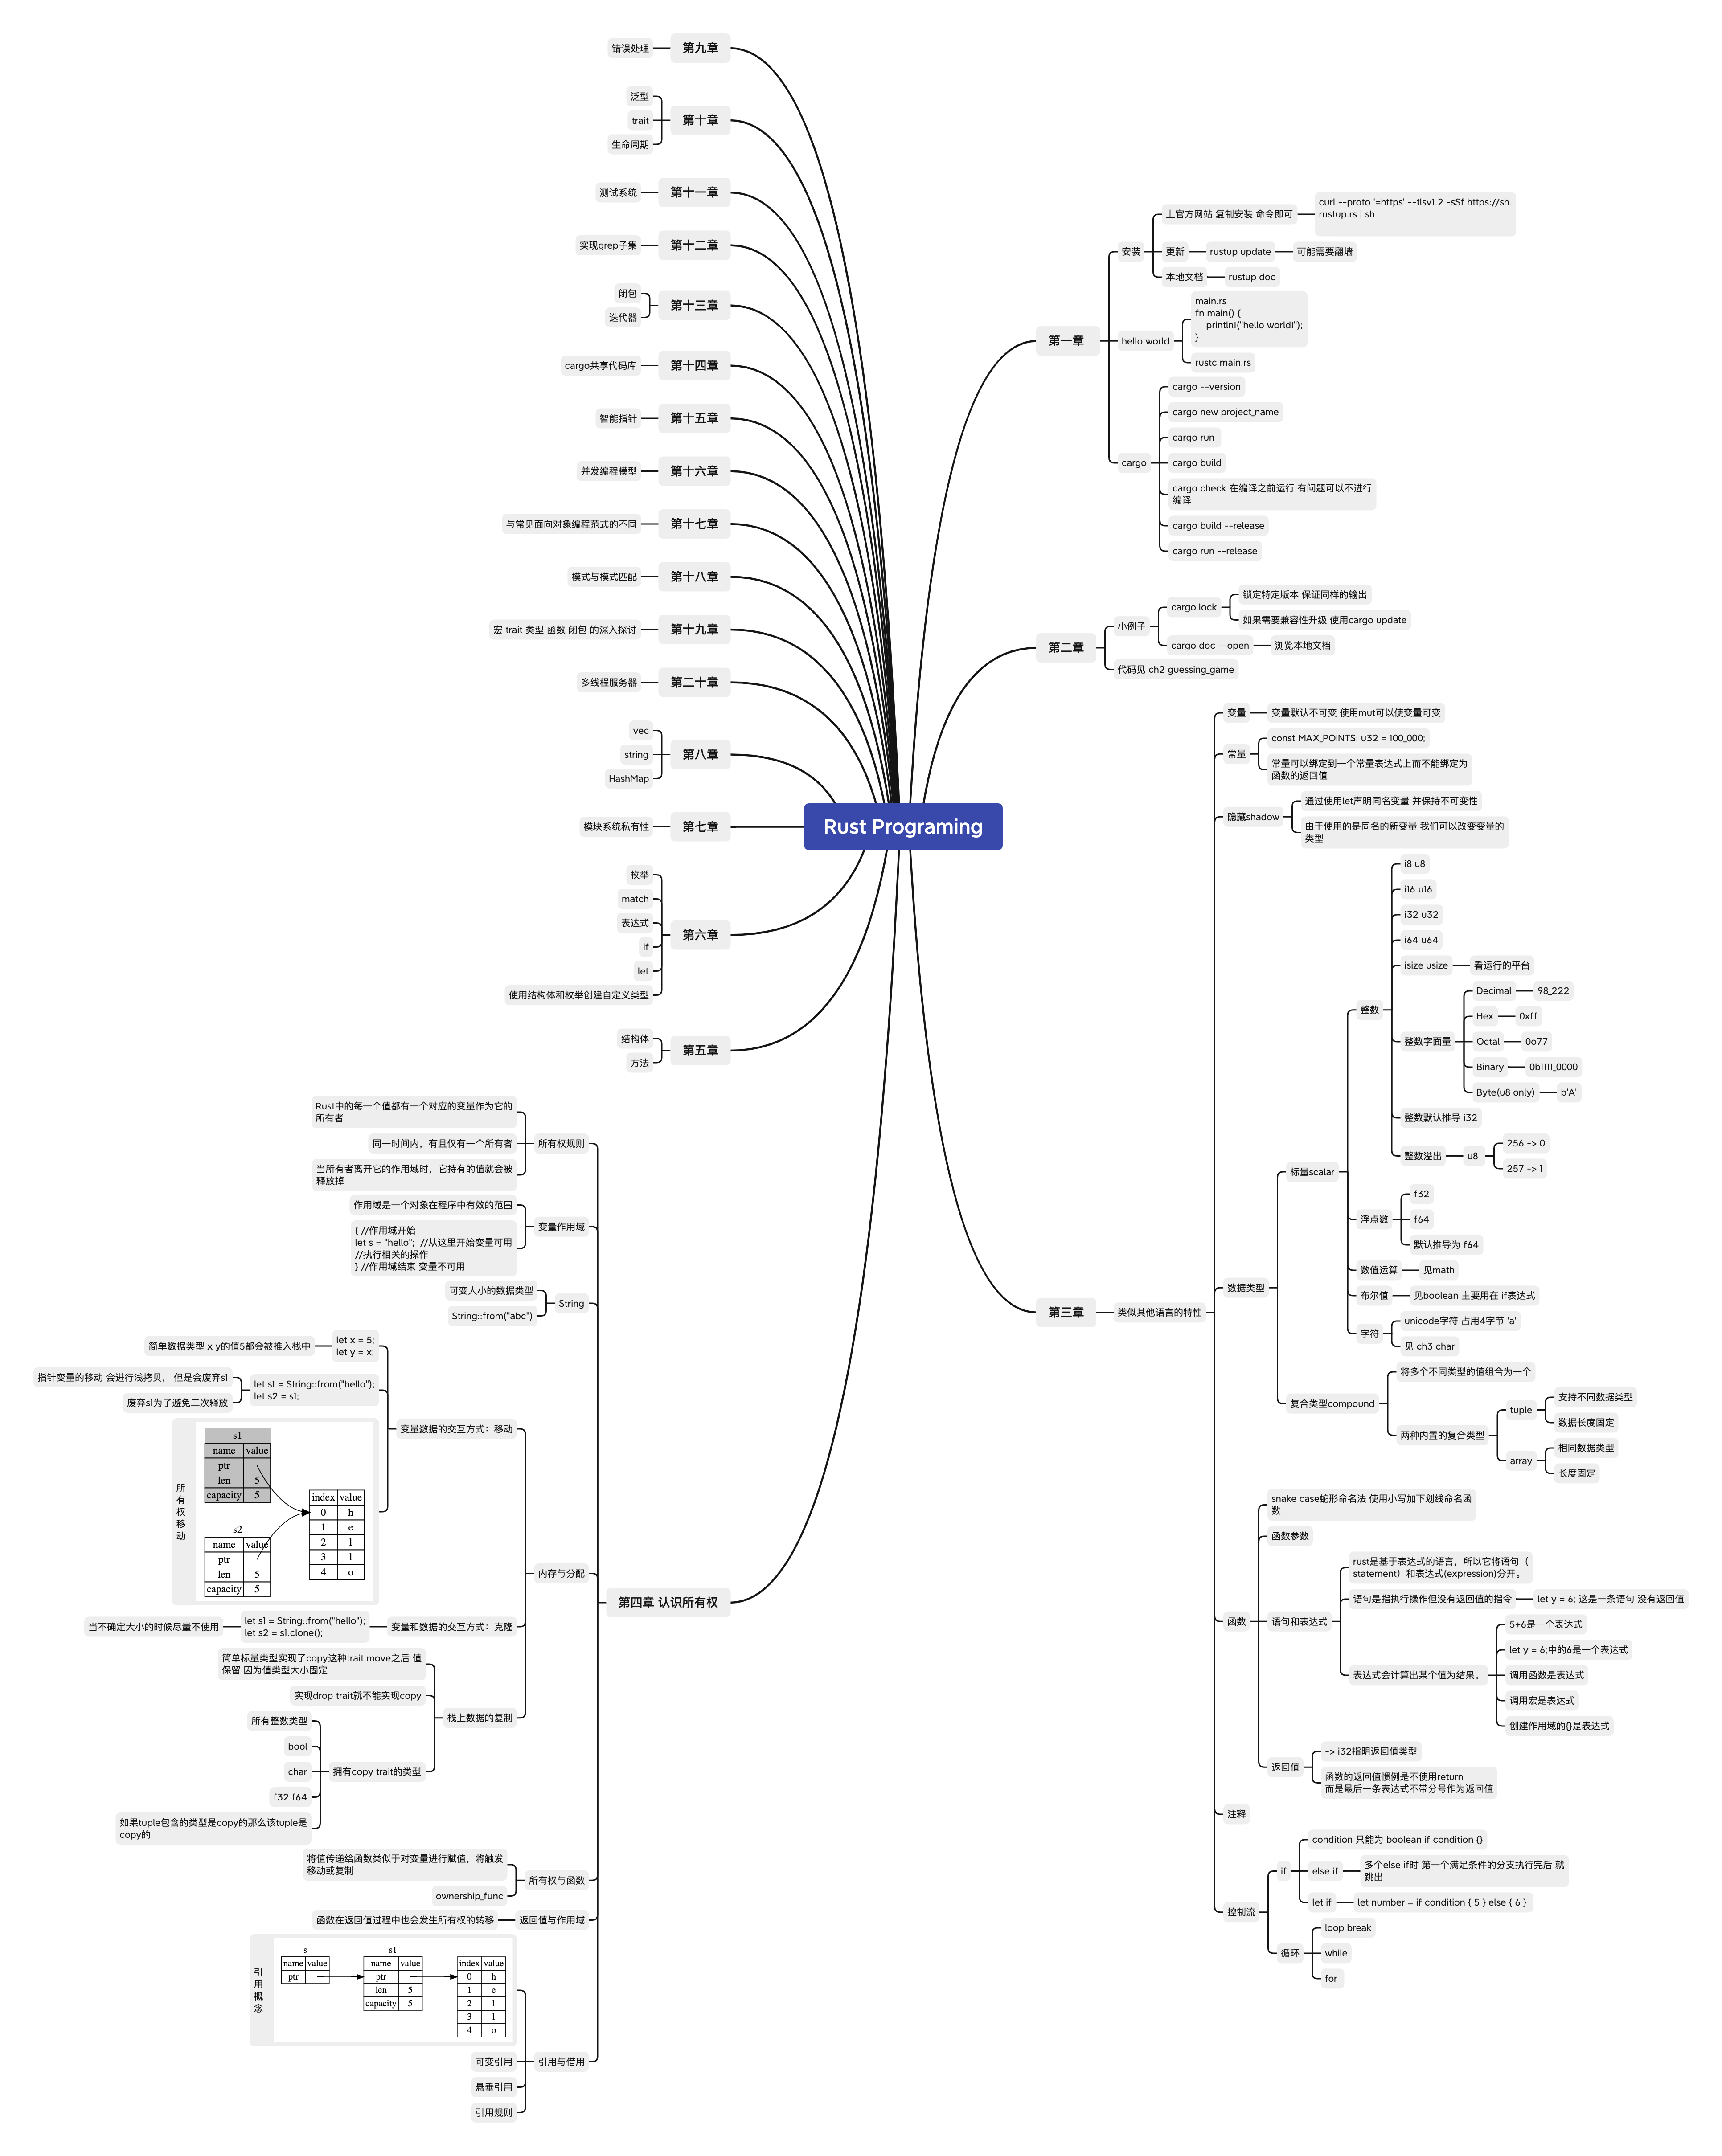 Rust Programing
第一章
安装
上官方网站 复制安装 命令即可
curl --proto '=https' --tlsv1.2 -sSf https://sh.
rustup.rs | sh
更新
rustup update
可能需要翻墙
本地文档
rustup doc
hello world
main.rs
fn main() {
println!("hello world!");
}
rustc main.rs
cargo
cargo --version
cargo new project_name
cargo run
cargo build
cargo check 在编译之前运行 有问题可以不进行
编译
cargo build --release
cargo run --release
第二章
小例子
cargo.lock
锁定特定版本 保证同样的输出
如果需要兼容性升级 使用cargo update
cargo doc --open
浏览本地文档
代码见 ch2 guessing_game
第三章
类似其他语言的特性
变量
变量默认不可变 使用mut可以使变量可变
常量
const MAX_POINTS: u32 = 100_000;
常量可以绑定到一个常量表达式上而不能绑定为
函数的返回值
隐藏shadow
通过使用let声明同名变量 并保持不可变性
由于使用的是同名的新变量 我们可以改变变量的
类型
数据类型
标量scalar
整数
i8 u8
i16 u16
i32 u32
i64 u64
isize usize
看运行的平台
整数字面量
Decimal
98_222
Hex
0xff
Octal
0o77
Binary
0b1111_0000
Byte(u8 only)
b'A'
整数默认推导 i32
整数溢出
u8
256 -> 0
257 -> 1
浮点数
f32
f64
默认推导为 f64
数值运算
见math
布尔值
见boolean 主要用在 if表达式
字符
unicode字符 占用4字节 'a'
见 ch3 char
复合类型compound
将多个不同类型的值组合为一个
两种内置的复合类型
tuple
支持不同数据类型
数据长度固定
array
相同数据类型
长度固定
函数
snake case蛇形命名法 使用小写加下划线命名函
数
函数参数
语句和表达式
rust是基于表达式的语言，所以它将语句（
statement）和表达式(expression)分开。
语句是指执行操作但没有返回值的指令
let y = 6; 这是一条语句 没有返回值
表达式会计算出某个值为结果。
5+6是一个表达式
let y = 6;中的6是一个表达式
调用函数是表达式
调用宏是表达式
创建作用域的{}是表达式
返回值
-> i32指明返回值类型
函数的返回值惯例是不使用return
而是最后一条表达式不带分号作为返回值
注释
控制流
if
condition 只能为 boolean if condition {}
else if
多个else if时 第一个满足条件的分支执行完后 就
跳出
let if
let number = if condition { 5 } else { 6 }
循环
loop break
while
for
第九章
错误处理
第十章
泛型
trait
生命周期
第十一章
测试系统
第十二章
实现grep子集
第十三章
闭包
迭代器
第十四章
cargo共享代码库
第十五章
智能指针
第十六章
并发编程模型
第十七章
与常见面向对象编程范式的不同
第十八章
模式与模式匹配
第十九章
宏 trait 类型 函数 闭包 的深入探讨
第二十章
多线程服务器
第八章
vec
string
HashMap
第七章
模块系统私有性
第六章
枚举
match
表达式
if
let
使用结构体和枚举创建自定义类型
第五章
结构体
方法
第四章 认识所有权
所有权规则
Rust中的每一个值都有一个对应的变量作为它的
所有者
同一时间内，有且仅有一个所有者
当所有者离开它的作用域时，它持有的值就会被
释放掉
变量作用域
作用域是一个对象在程序中有效的范围
{ //作用域开始
let s = "hello"; //从这里开始变量可用
//执行相关的操作
} //作用域结束 变量不可用
String
可变大小的数据类型
String::from("abc")
内存与分配
变量数据的交互方式：移动
let x = 5;
let y = x;
简单数据类型 x y的值5都会被推入栈中
let s1 = String::from("hello");
let s2 = s1;
指针变量的移动 会进行浅拷贝， 但是会废弃s1
废弃s1为了避免二次释放
所有权移动
s1
name value
ptr
len 5
capacity 5
s2
name value
ptr
len 5
capacity 5
index value
0 h
1 e
2 l
3 l
4 o
变量和数据的交互方式：克隆
let s1 = String::from("hello");
let s2 = s1.clone();
当不确定大小的时候尽量不使用
栈上数据的复制
简单标量类型实现了copy这种trait move之后 值
保留 因为值类型大小固定
实现drop trait就不能实现copy
拥有copy trait的类型
所有整数类型
bool
char
f32 f64
如果tuple包含的类型是copy的那么该tuple是
copy的
所有权与函数
将值传递给函数类似于对变量进行赋值，将触发
移动或复制
ownership_func
返回值与作用域
函数在返回值过程中也会发生所有权的转移
引用与借用
引用概念
s
name value
ptr
s1
name value
ptr
len 5
capacity 5
index value
0 h
1 e
2 l
3 l
4 o
可变引用
悬垂引用
引用规则